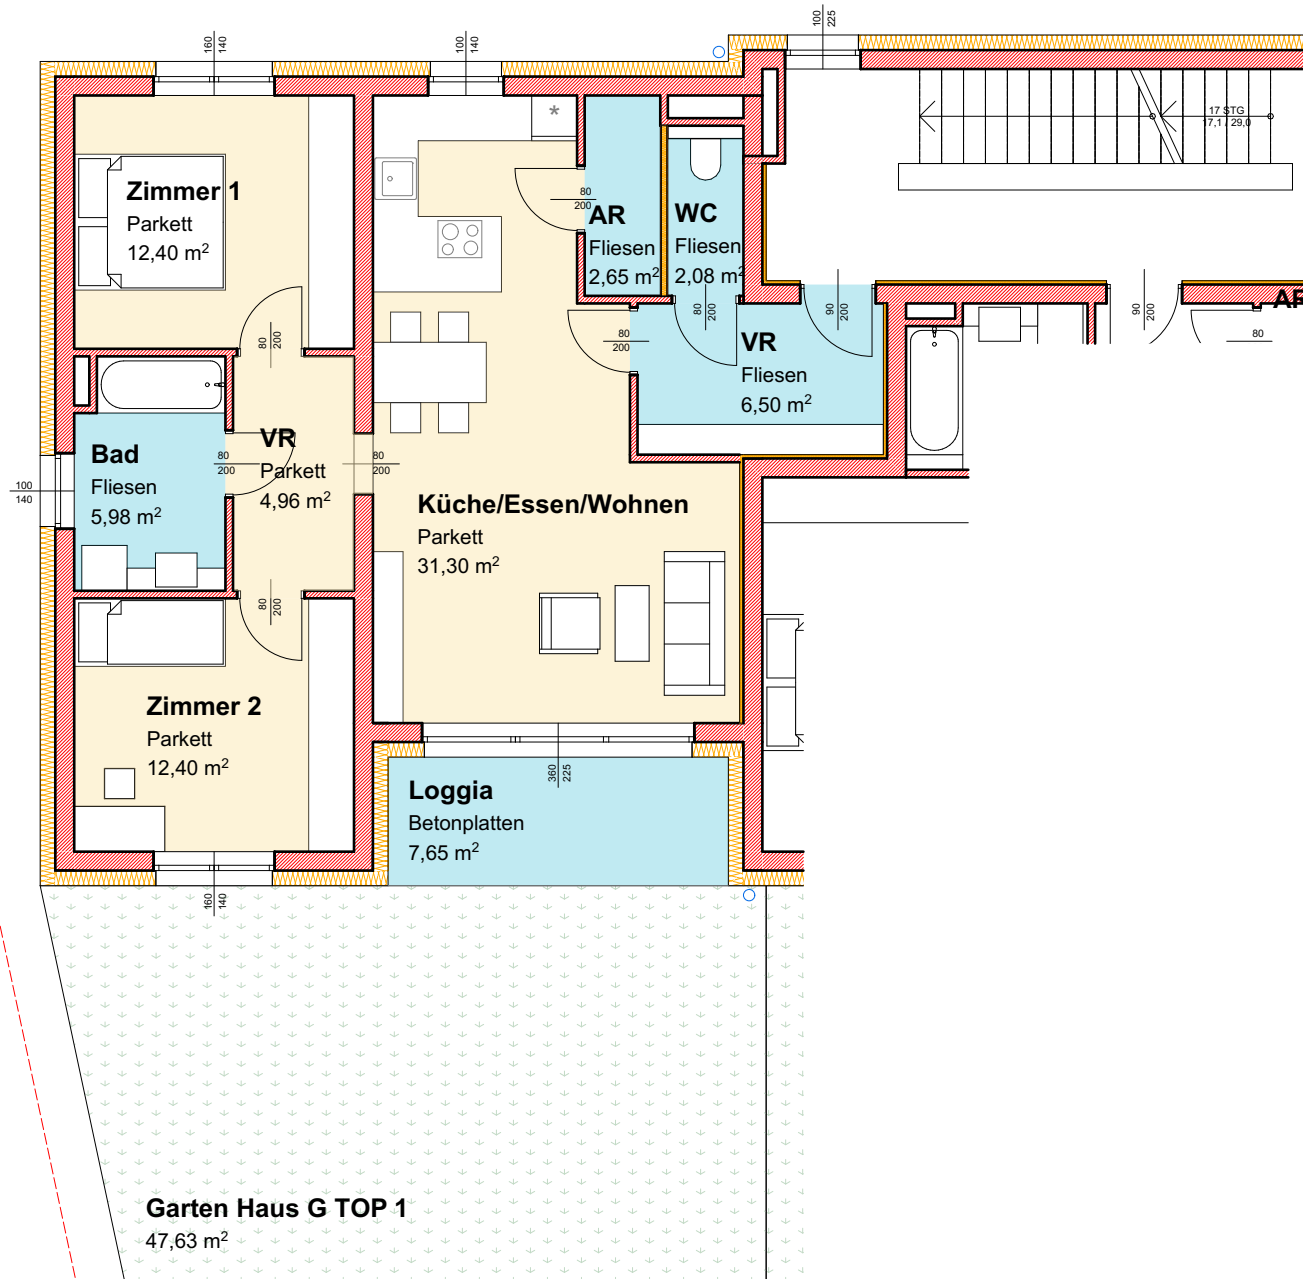 100
225
160
140
100
140
17 STG
17,1 / 29,0
*
Zimmer 1
Parkett
12,40 m²
80
200
AR
Fliesen
2,65 m²
WC
Fliesen
2,08 m²
80
200
90
200
90
200
AR
80
80
200
80
200
VR
Fliesen
6,50 m²
Bad
Fliesen
5,98 m²
80
200
VR
Parkett
4,96 m²
80
200
100
140
Küche/Essen/Wohnen
Parkett
31,30 m²
80
200
Zimmer 2
Parkett
12,40 m²
360
225
Loggia
Betonplatten
7,65 m²
160
140
Garten Haus G TOP 1
47,63 m²